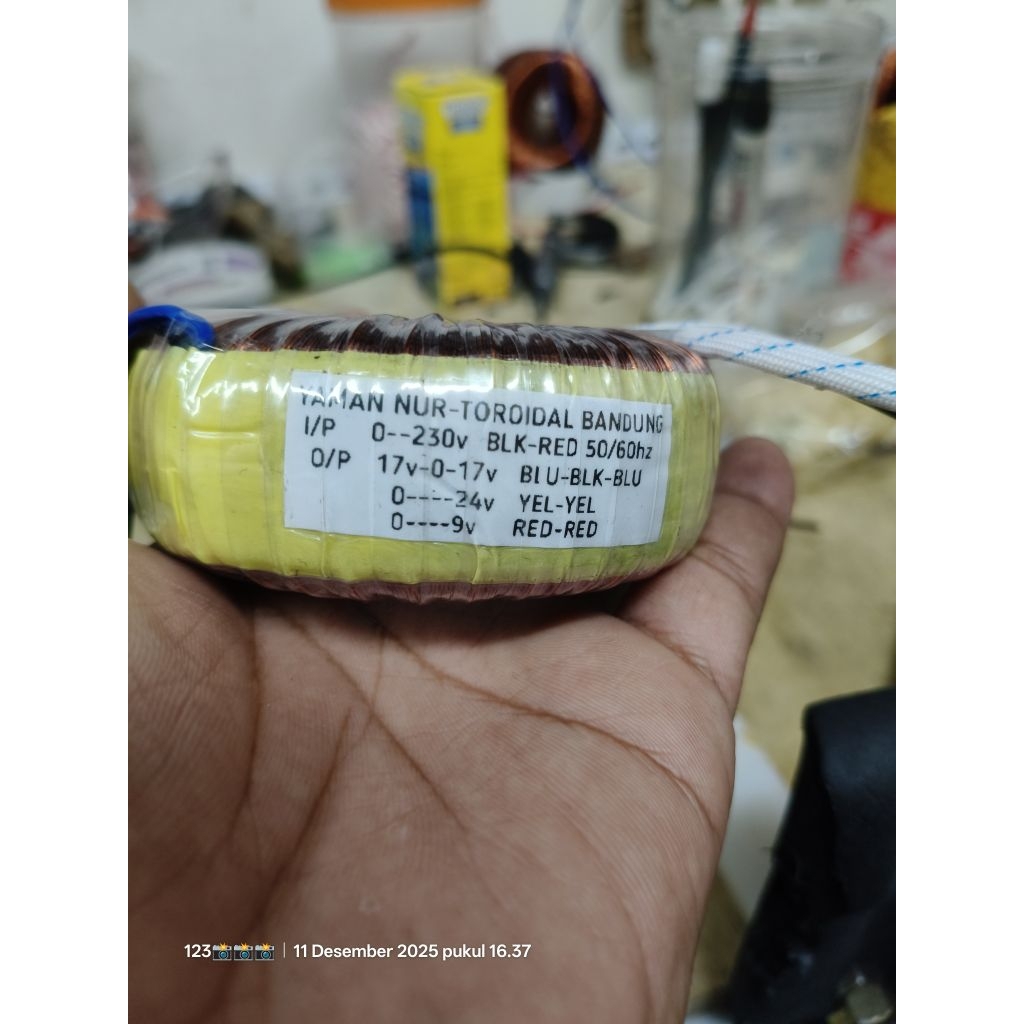 YAMAN NUR-TOROIDAL BANDUNG
I/P 0--230v BLK-RED 50/60hz
O/P 17v-0-17v BLU-BLK-BLU
0----24v YEL-YEL
0----9v RED-RED
123📸📸📸 | 11 Desember 2025 pukul 16.37